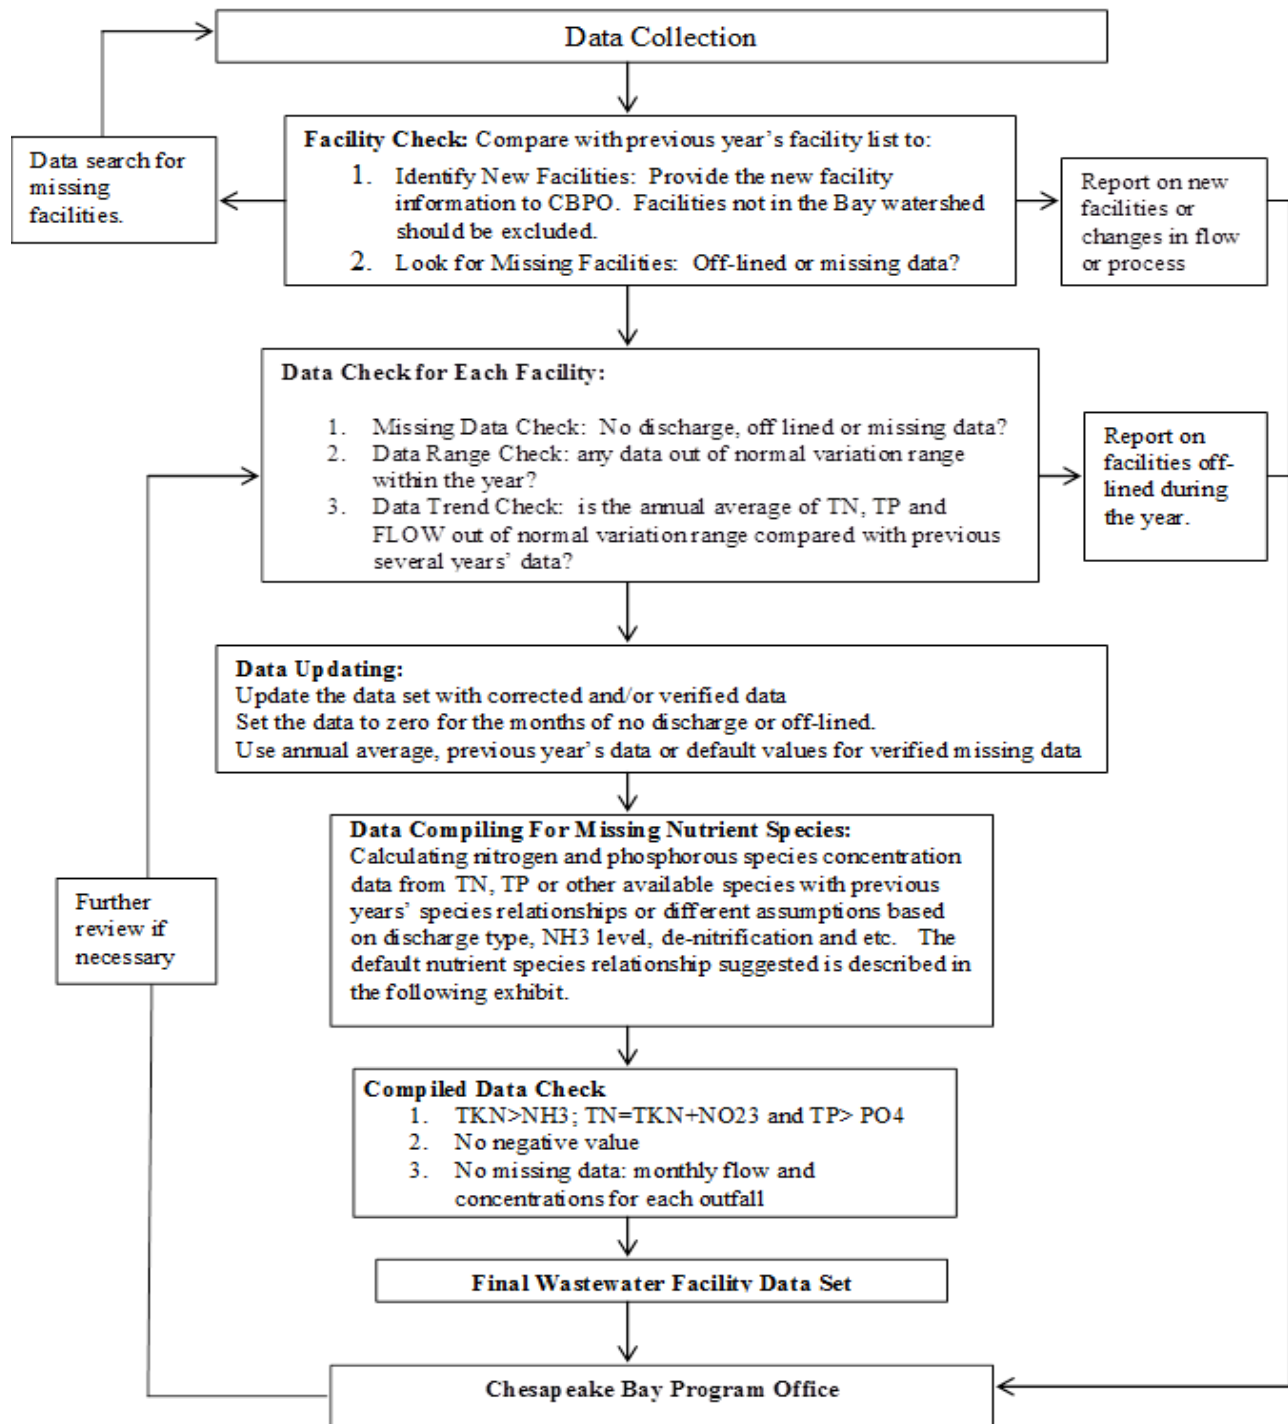 Data Collection
Facility Check: Compare with previous year's facility list to:
1. Identify New Facilities: Provide the new facility
information to CBPO. Facilities not in the Bay watershed
should be excluded.
2. Look for Missing Facilities: Off-lined or missing data?
Data search for
missing
facilities.
Report on new
facilities or
changes in flow
or process
Data Check for Each Facility:
1. Missing Data Check: No discharge, off lined or missing data?
2. Data Range Check: any data out of normal variation range
within the year?
3. Data Trend Check: is the annual average of TN, TP and
FLOW out of normal variation range compared with previous
several years' data?
Report on
facilities off-
lined during
the year.
Data Updating:
Update the data set with corrected and/or verified data
Set the data to zero for the months of no discharge or off-lined.
Use annual average, previous year's data or default values for verified missing data
Data Compiling For Missing Nutrient Species:
Calculating nitrogen and phosphorous species concentration
data from TN, TP or other available species with previous
years' species relationships or different assumptions based
on discharge type, NH3 level, de-nitrification and etc. The
default nutrient species relationship suggested is described in
the following exhibit.
Further
review if
necessary
Compiled Data Check
1. TKN>NH3; TN=TKN+NO23 and TP> PO4
2. No negative value
3. No missing data: monthly flow and
concentrations for each outfall
Final Wastewater Facility Data Set
Chesapeake Bay Program Office